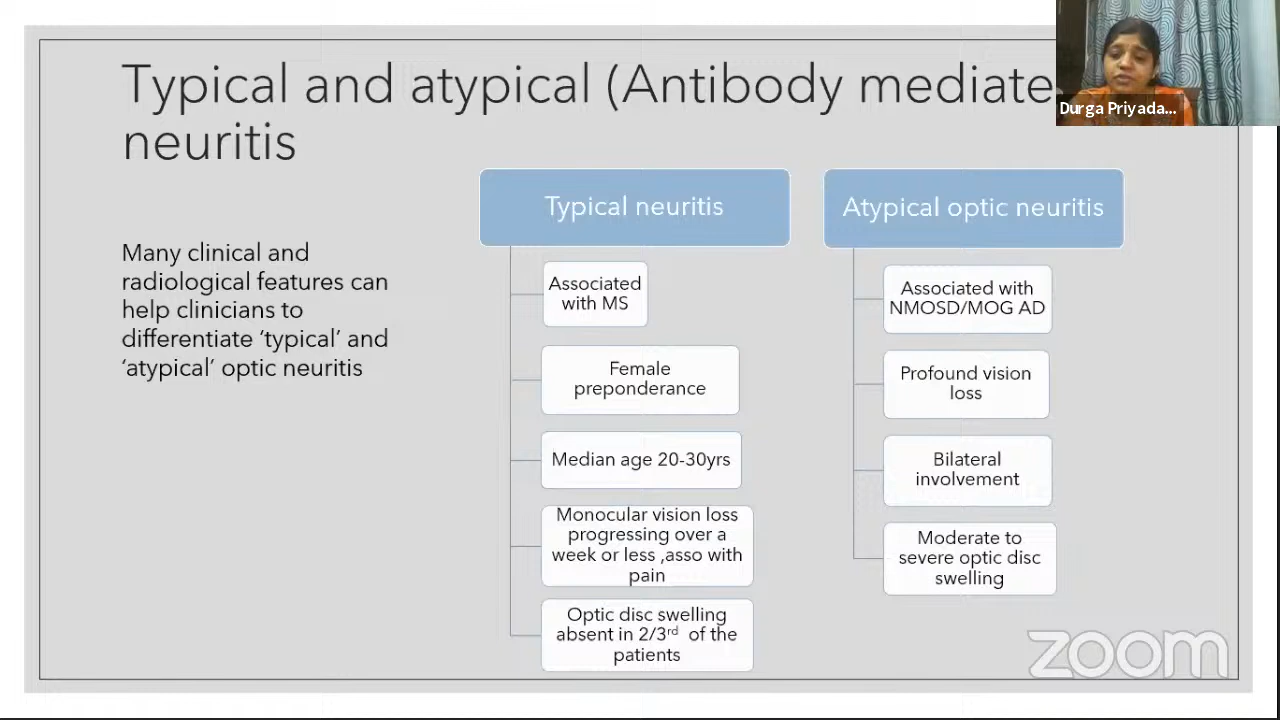 Typical and atypical (Antibody mediate
neuritis
Durga Priyada...
Many clinical and
radiological features can
help clinicians to
differentiate ‘typical’ and
‘atypical’ optic neuritis
Typical neuritis
Associated
with MS
Female
preponderance
Median age 20-30yrs
Monocular vision loss
progressing over a
week or less ,asso with
pain
Optic disc swelling
absent in 2/3rd of the
patients
Atypical optic neuritis
Associated with
NMOSD/MOG AD
Profound vision
loss
Bilateral
involvement
Moderate to
severe optic disc
swelling
zoom